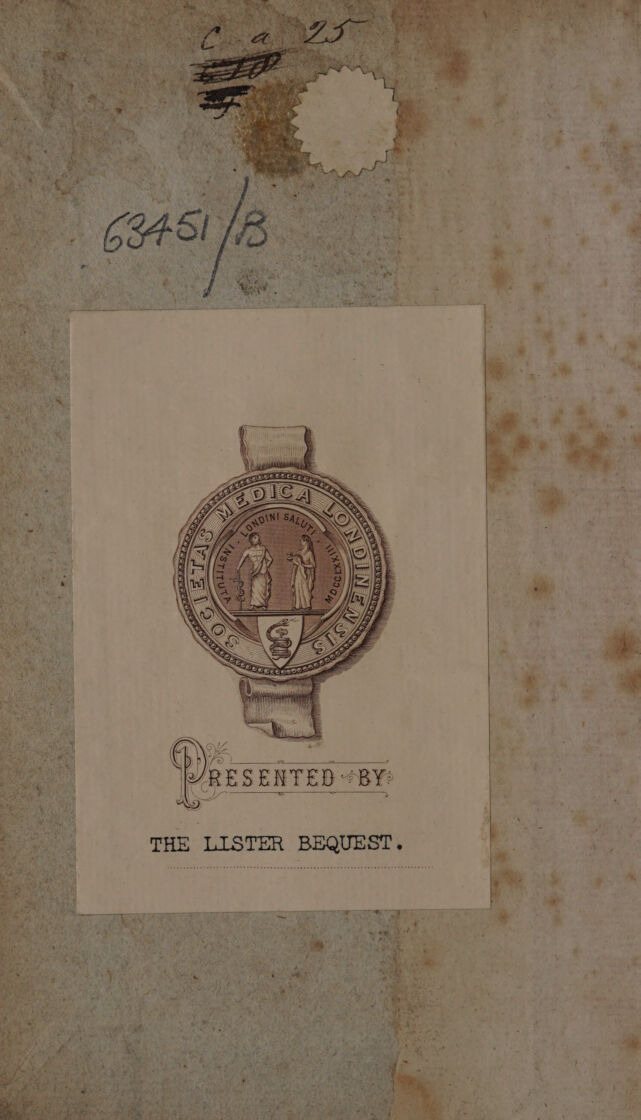 C a 25
63451/B
SOCIETAS MEDICA LONDINENSIS
INSTITUTA · LONDINI SALUTI · MDCCLXXIII
PRESENTED BY
THE LISTER BEQUEST.